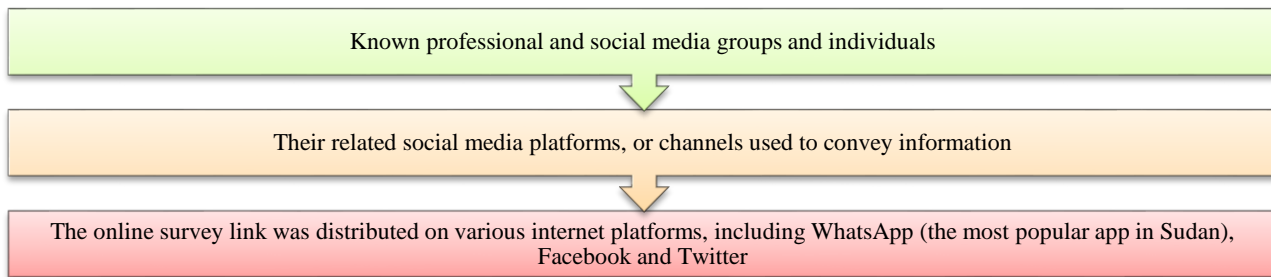 Known professional and social media groups and individuals
Their related social media platforms, or channels used to convey information
The online survey link was distributed on various internet platforms, including WhatsApp (the most popular app in Sudan),
Facebook and Twitter